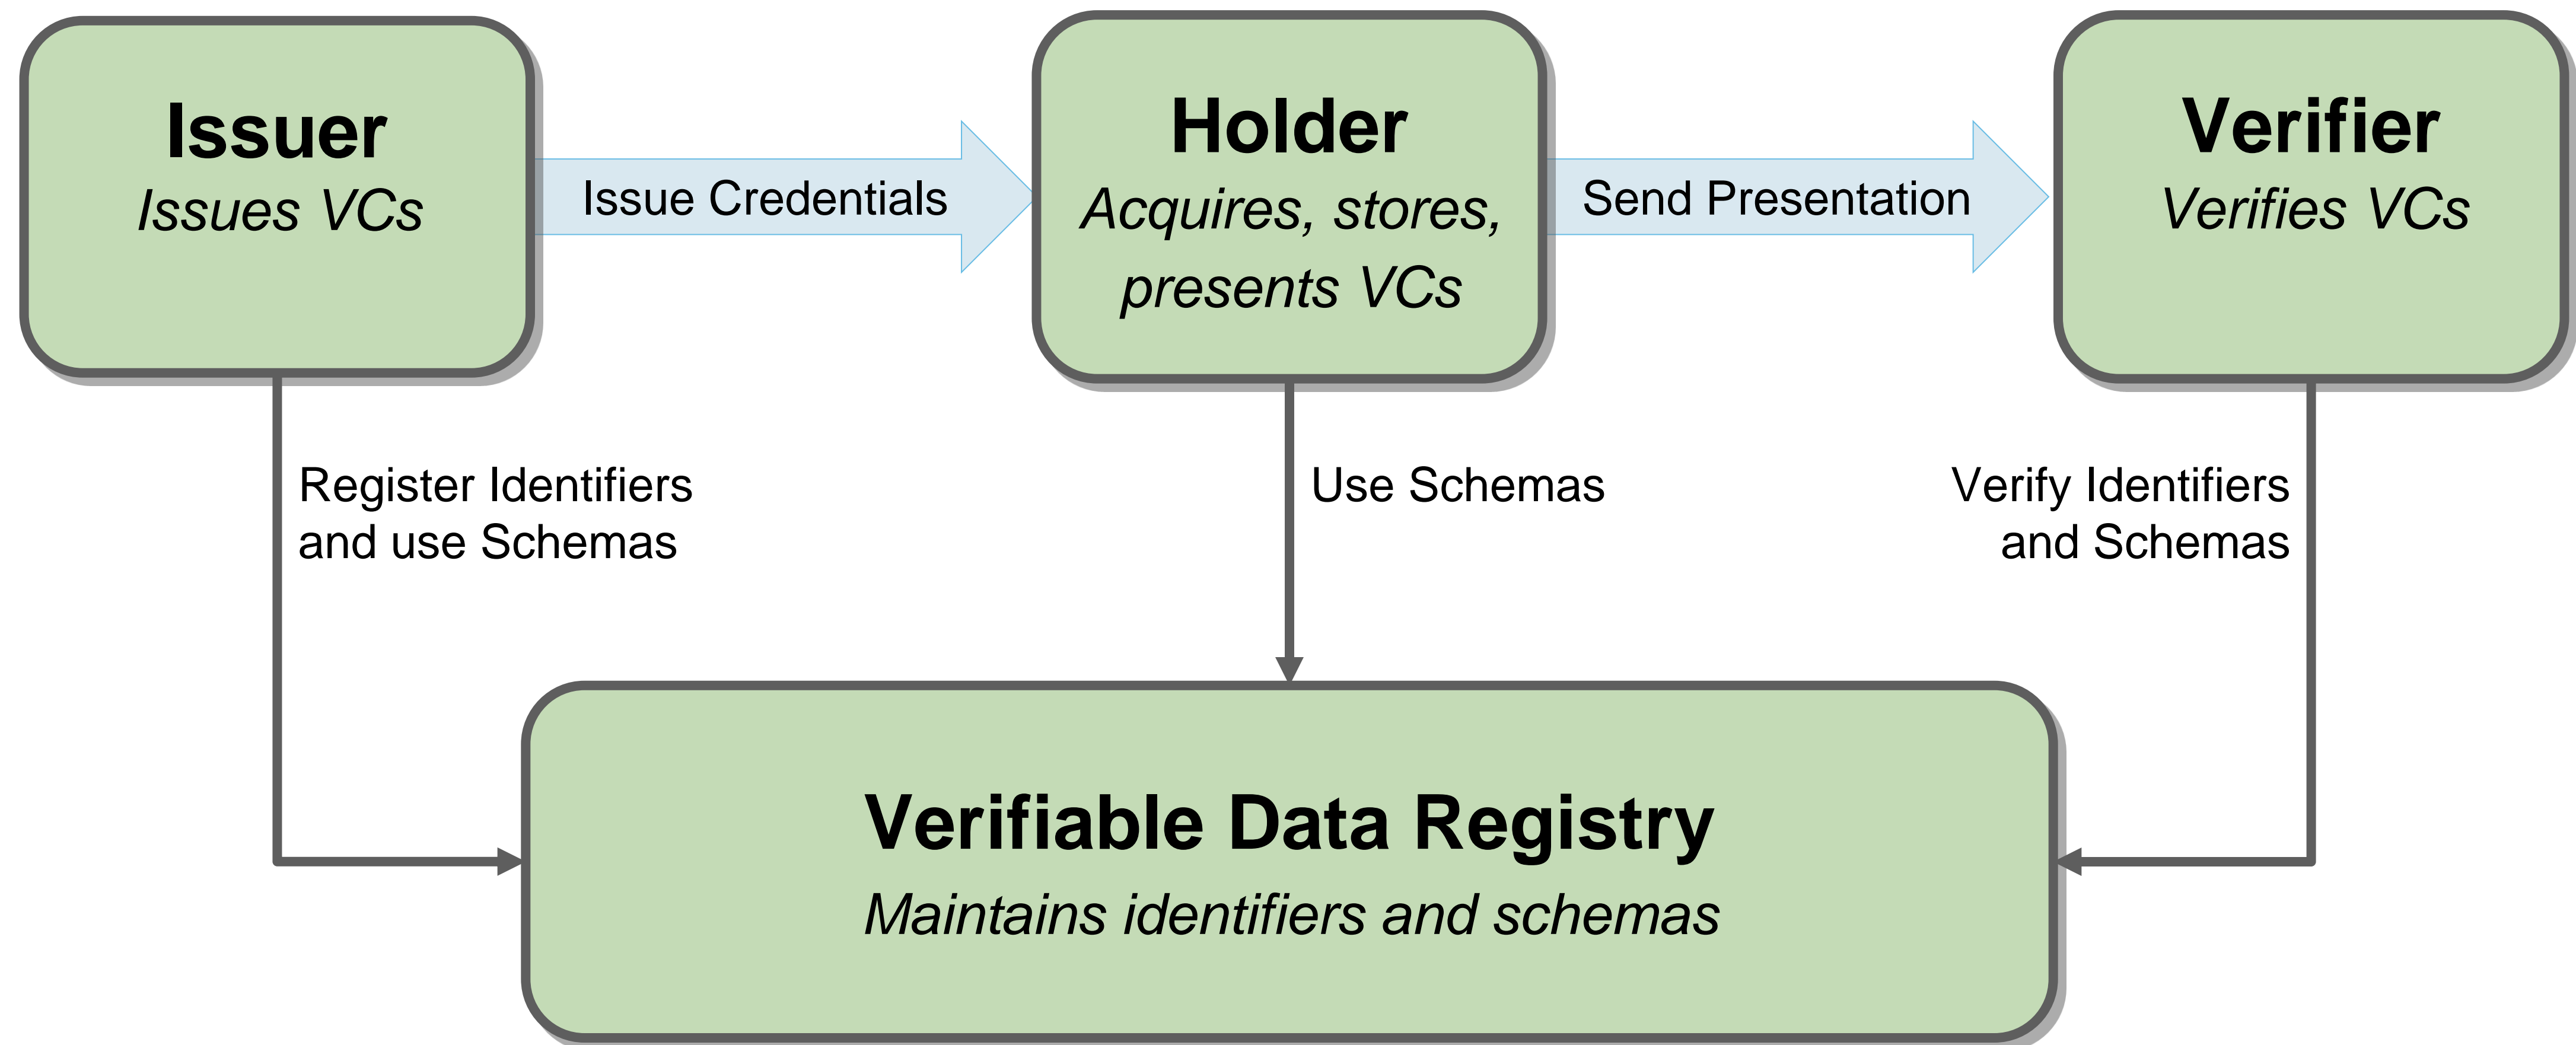 Issuer
Issues VCs
Issue Credentials
Holder
Acquires, stores,
presents VCs
Send Presentation
Verifier
Verifies VCs
Register Identifiers
and use Schemas
Use Schemas
Verify Identifiers
and Schemas
Verifiable Data Registry
Maintains identifiers and schemas